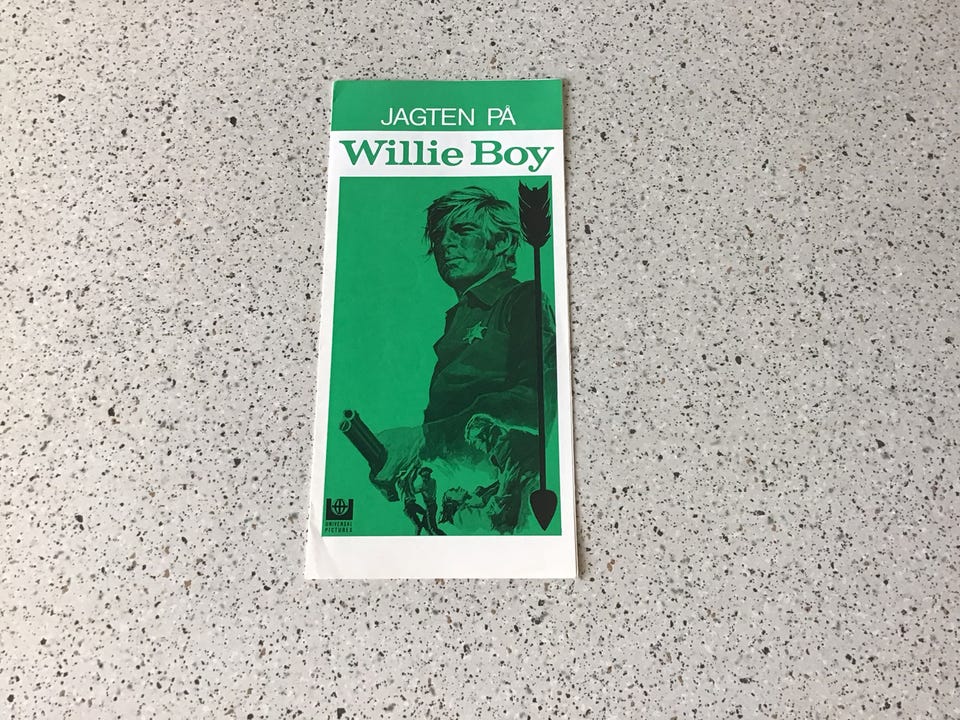 JAGTEN PÅ
Willie Boy
UNIVERSAL
PICTURES